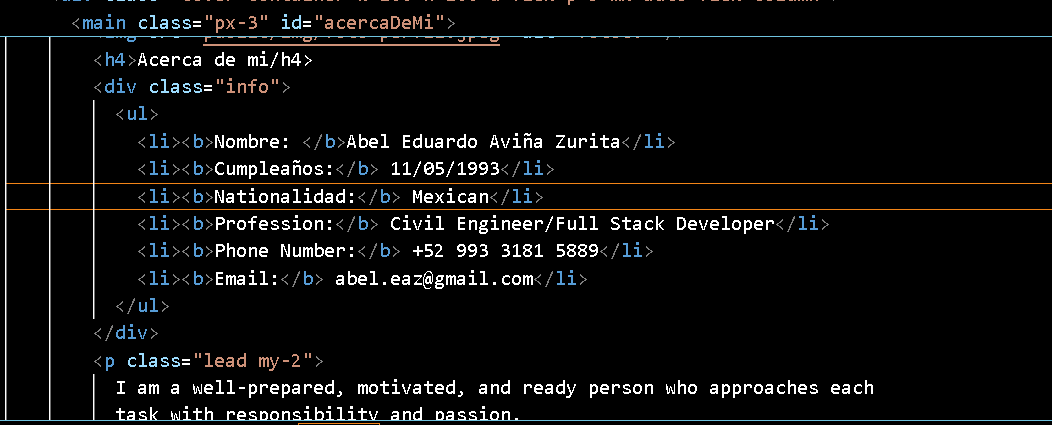 <main class="px-3" id="acercaDeMi">
<h4>Acerca de mi/h4>
<div class="info">
<ul>
<li><b>Nombre: </b>Abel Eduardo Aviña Zurita</li>
<li><b>Cumpleaños:</b> 11/05/1993</li>
<li><b>Nationalidad:</b> Mexican</li>
<li><b>Profession:</b> Civil Engineer/Full Stack Developer</li>
<li><b>Phone Number:</b> +52 993 3181 5889</li>
<li><b>Email:</b> abel.eaz@gmail.com</li>
</ul>
</div>
<p class="lead my-2">
I am a well-prepared, motivated, and ready person who approaches each
task with responsibility and passion.